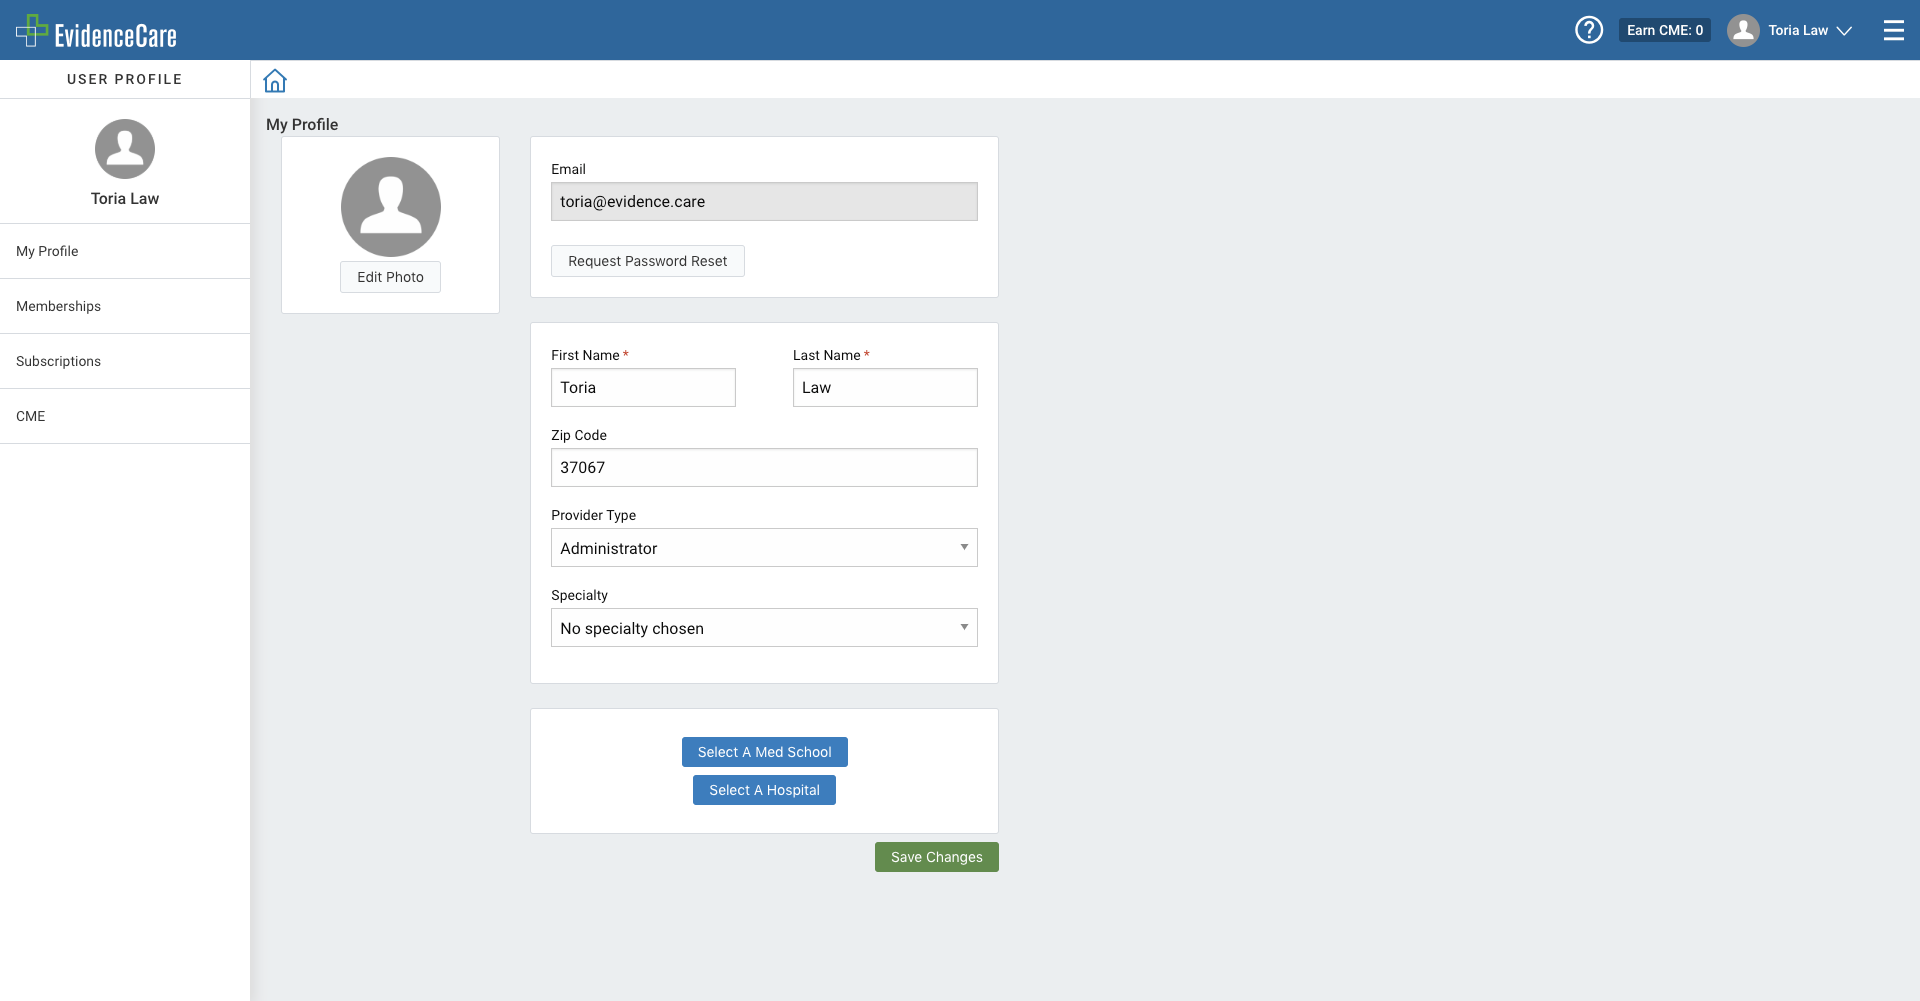 EvidenceCare
Earn CME: 0
Toria Law
USER PROFILE
Toria Law
My Profile
Memberships
Subscriptions
CME
My Profile
Edit Photo
Email
toria@evidence.care
Request Password Reset
First Name *
Last Name *
Toria
Law
Zip Code
37067
Provider Type
Administrator
Specialty
No specialty chosen
Select A Med School
Select A Hospital
Save Changes